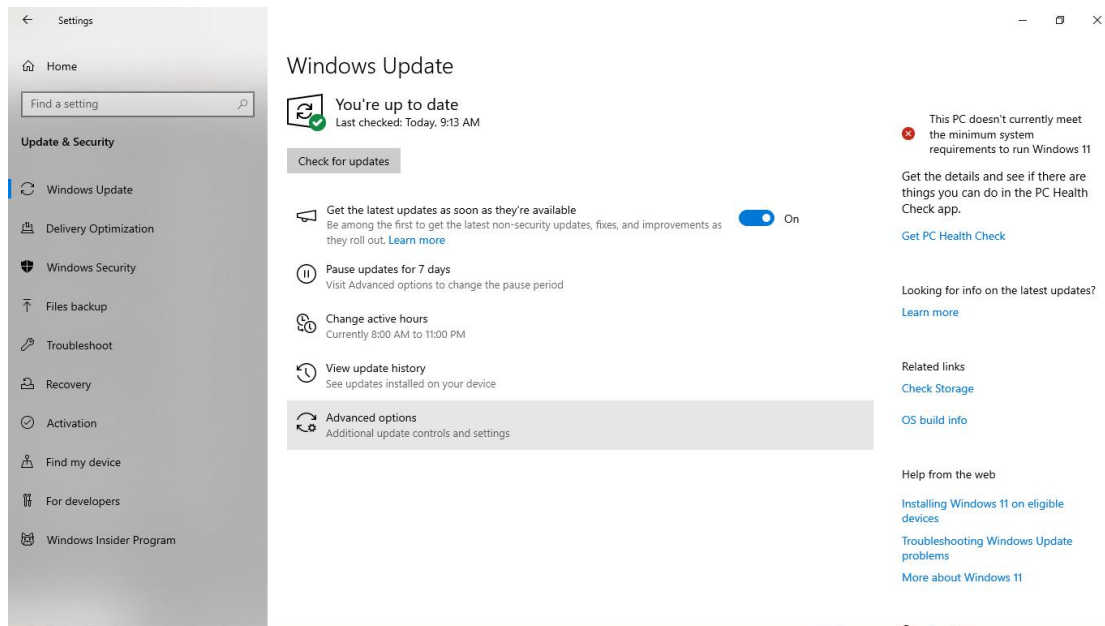 Settings
Home
Find a setting
Update & Security
Windows Update
Delivery Optimization
Windows Security
Files backup
Troubleshoot
Recovery
Activation
Find my device
For developers
Windows Insider Program
Windows Update
You're up to date
Last checked: Today, 9:13 AM
Check for updates
Get the latest updates as soon as they're available
Be among the first to get the latest non-security updates, fixes, and improvements as
they roll out. Learn more
On
Pause updates for 7 days
Visit Advanced options to change the pause period
Change active hours
Currently 8:00 AM to 11:00 PM
View update history
See updates installed on your device
Advanced options
Additional update controls and settings
This PC doesn't currently meet
the minimum system
requirements to run Windows 11
Get the details and see if there are
things you can do in the PC Health
Check app.
Get PC Health Check
Looking for info on the latest updates?
Learn more
Related links
Check Storage
OS build info
Help from the web
Installing Windows 11 on eligible
devices
Troubleshooting Windows Update
problems
More about Windows 11